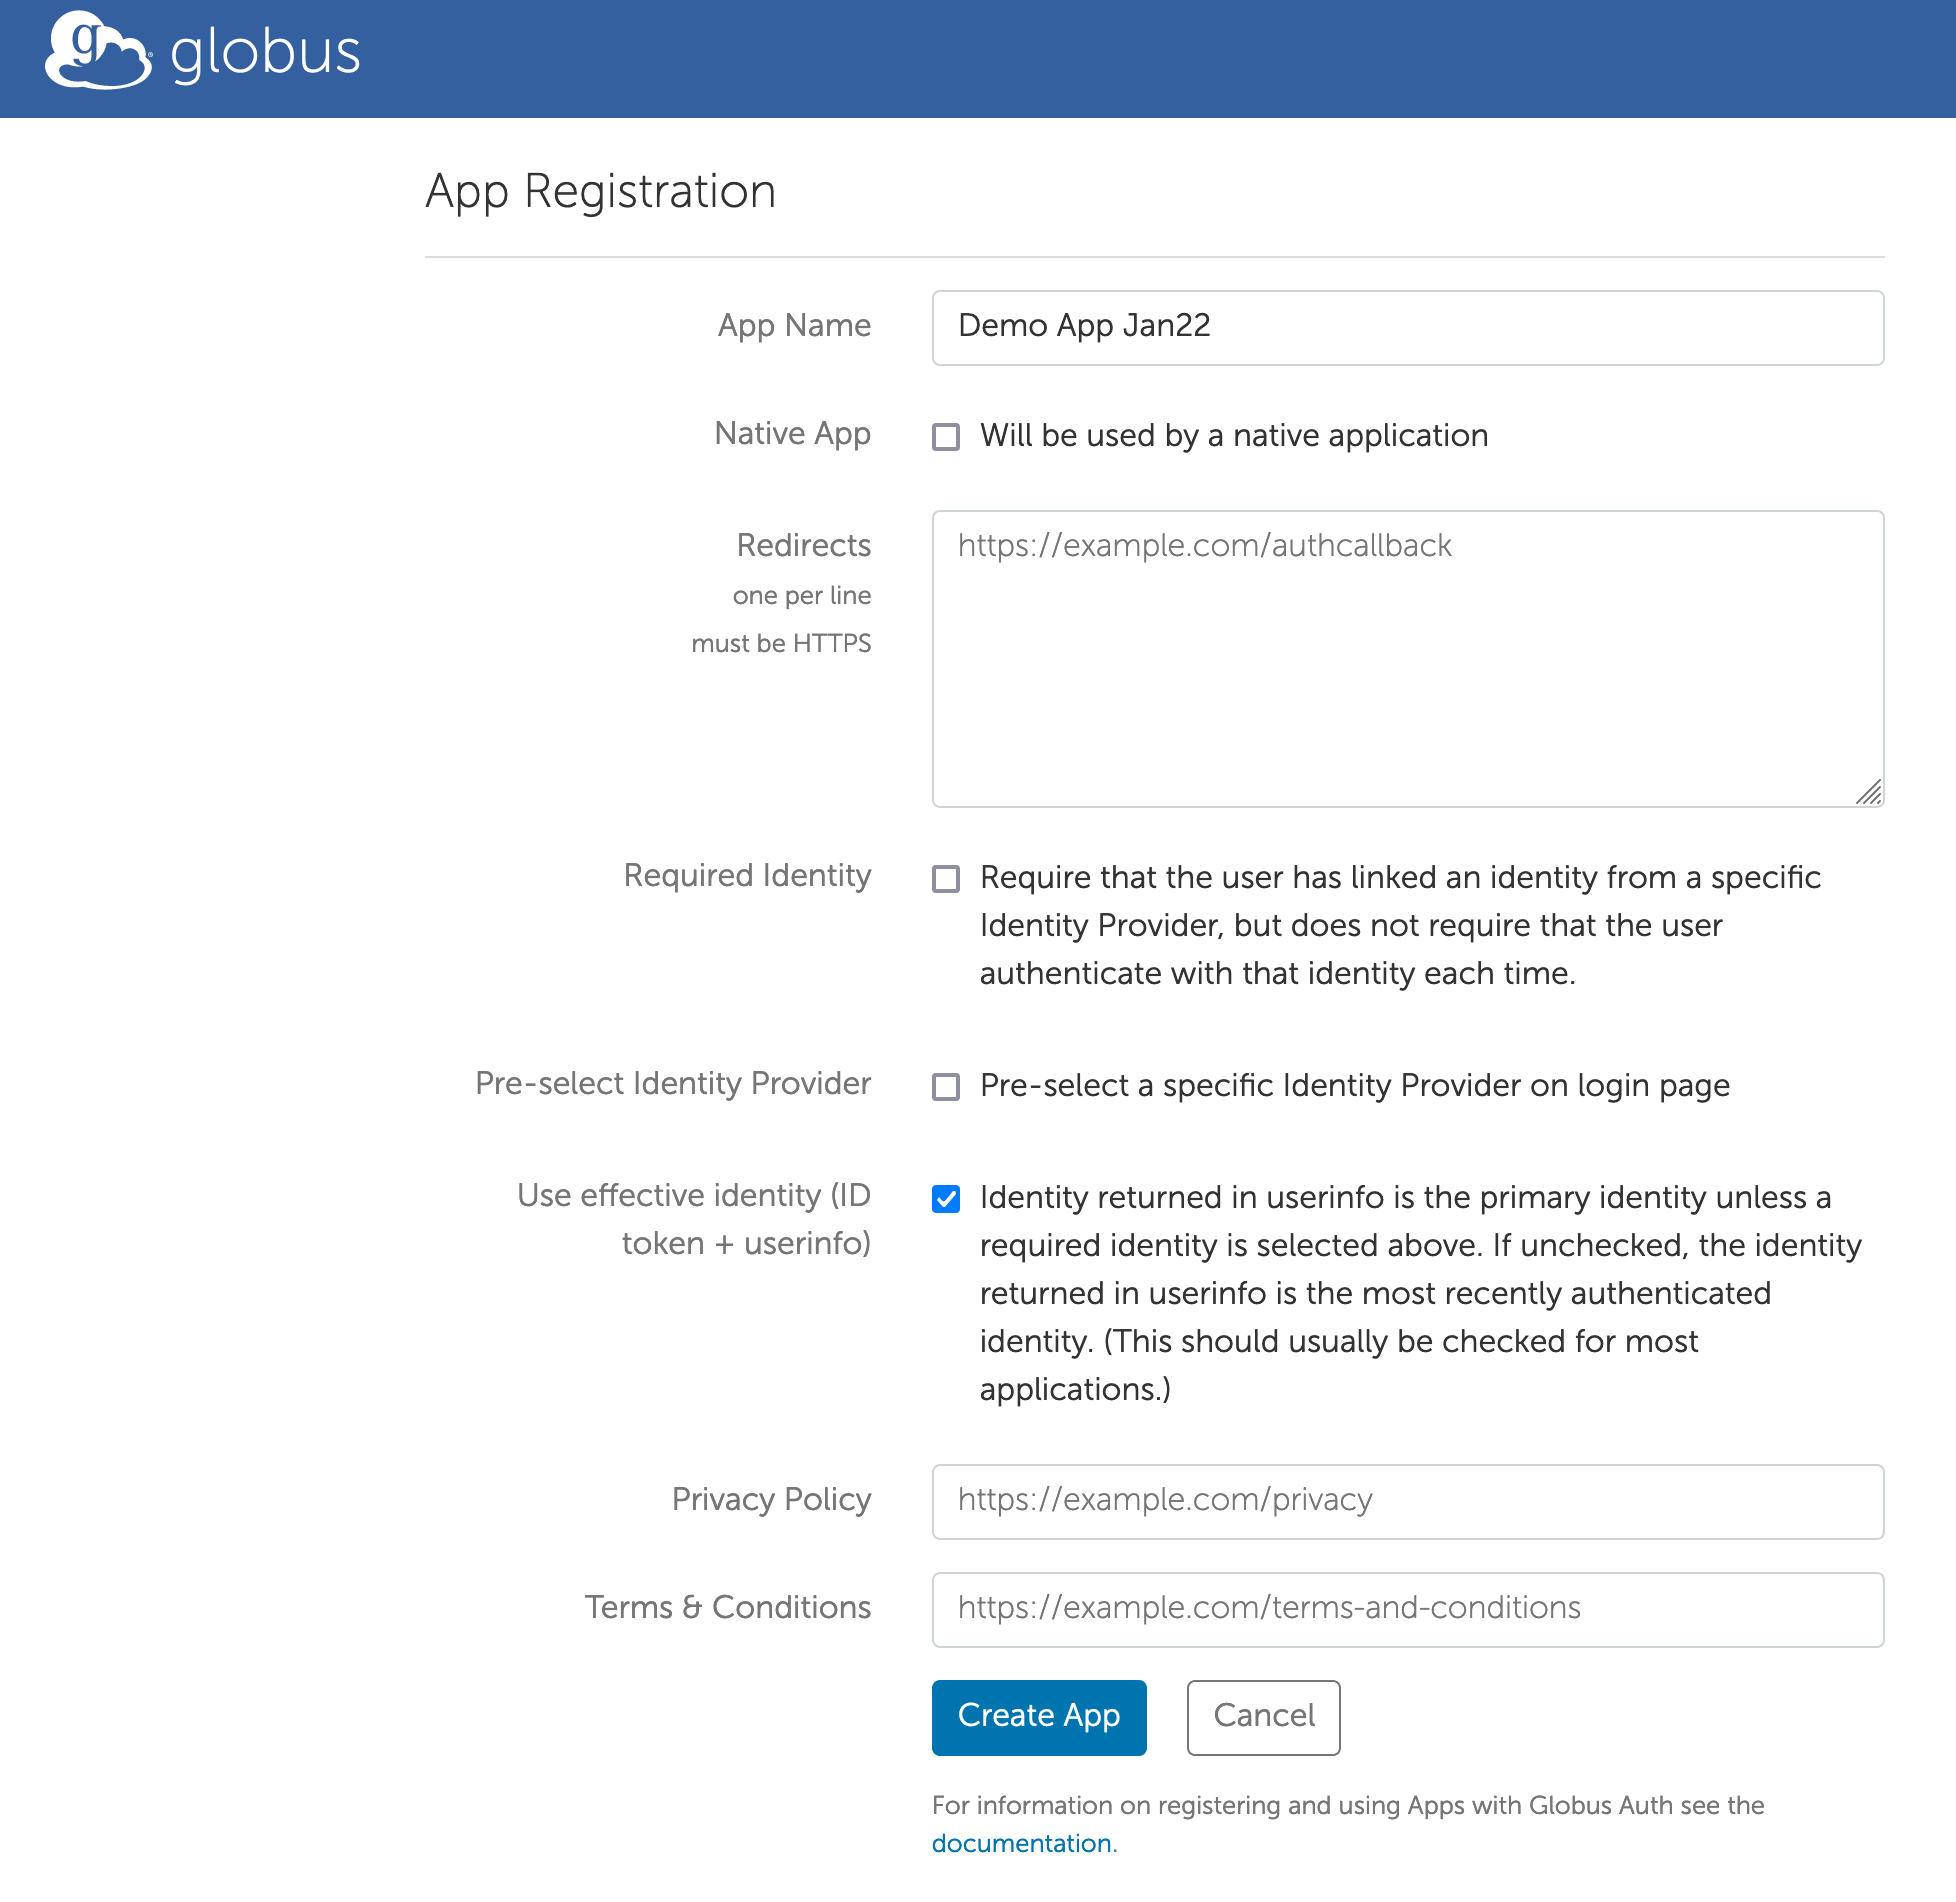 globus
App Registration
App Name
Demo App Jan22
Native App
Will be used by a native application
Redirects
one per line
must be HTTPS
https://example.com/authcallback
Required Identity
Require that the user has linked an identity from a specific
Identity Provider, but does not require that the user
authenticate with that identity each time.
Pre-select Identity Provider
Pre-select a specific Identity Provider on login page
Use effective identity (ID
token + userinfo)
Identity returned in userinfo is the primary identity unless a
required identity is selected above. If unchecked, the identity
returned in userinfo is the most recently authenticated
identity. (This should usually be checked for most
applications.)
Privacy Policy
https://example.com/privacy
Terms & Conditions
https://example.com/terms-and-conditions
Create App
Cancel
For information on registering and using Apps with Globus Auth see the
documentation.